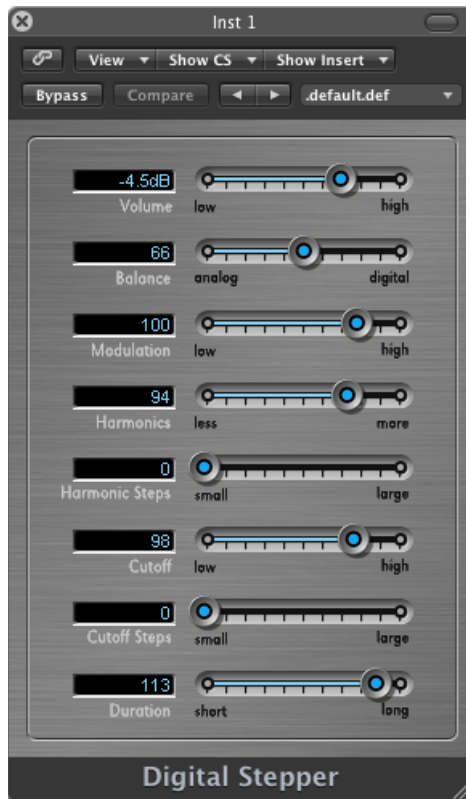 Inst 1
View Show CS Show Insert
Bypass Compare .default.def
-4.5dB
Volume low high
66
Balance analog digital
100
Modulation low high
94
Harmonics less more
0
Harmonic Steps small large
98
Cutoff low high
0
Cutoff Steps small large
113
Duration short long
Digital Stepper